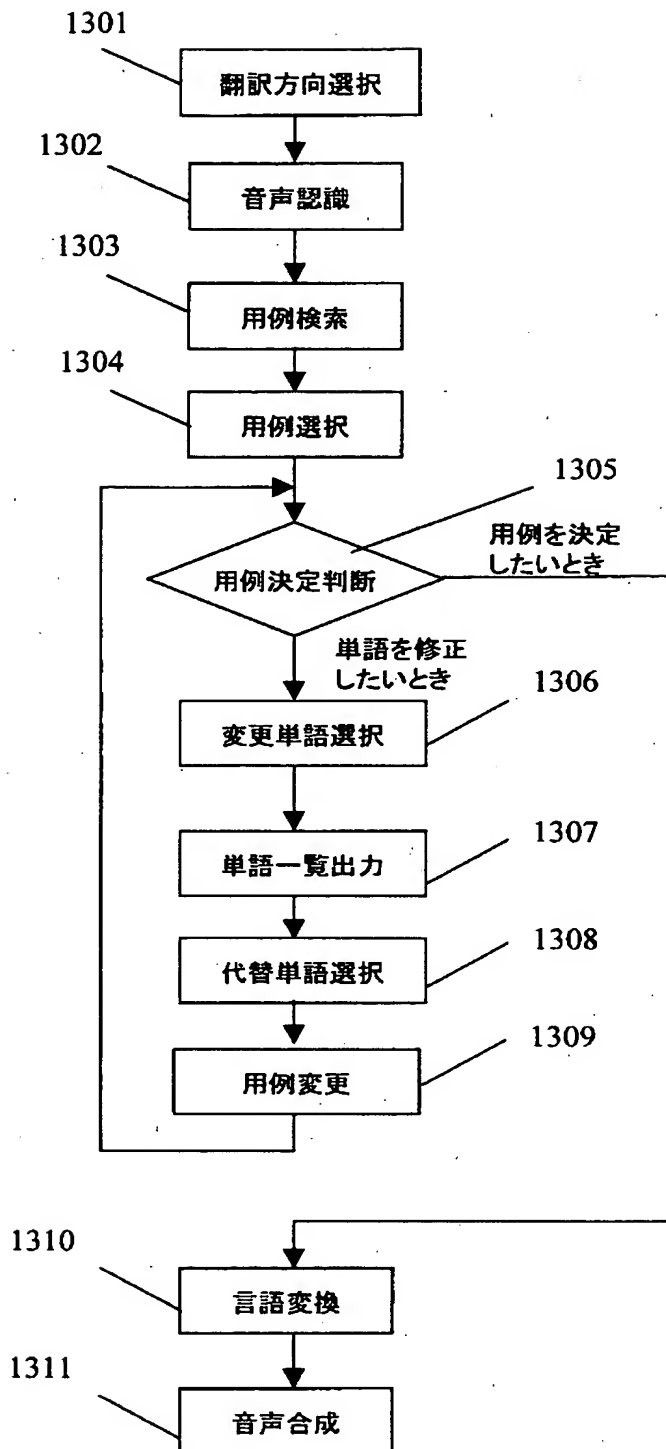 1301
翻訳方向選択
1302
音声認識
1303
用例検索
1304
用例選択
1305
用例決定判断
用例を決定
したいとき
単語を修正
したいとき
1306
変更単語選択
1307
単語一覧出力
1308
代替単語選択
1309
用例変更
1310
言語変換
1311
音声合成